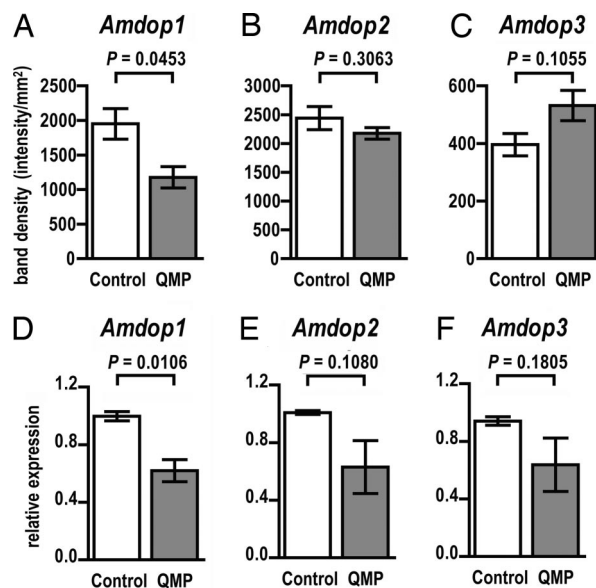 A Amdop1 B Amdop2 C Amdop3
P = 0.0453 P = 0.3063 P = 0.1055
band density (intensity/mm²)
2500
2000
1500
1000
500
0
Control QMP
3000
2500
2000
1500
1000
500
0
Control QMP
600
400
200
0
Control QMP
D Amdop1 E Amdop2 F Amdop3
P = 0.0106 P = 0.1080 P = 0.1805
relative expression
1.2
0.8
0.4
0.0
Control QMP
1.2
0.8
0.4
0.0
Control QMP
1.2
0.8
0.4
0.0
Control QMP